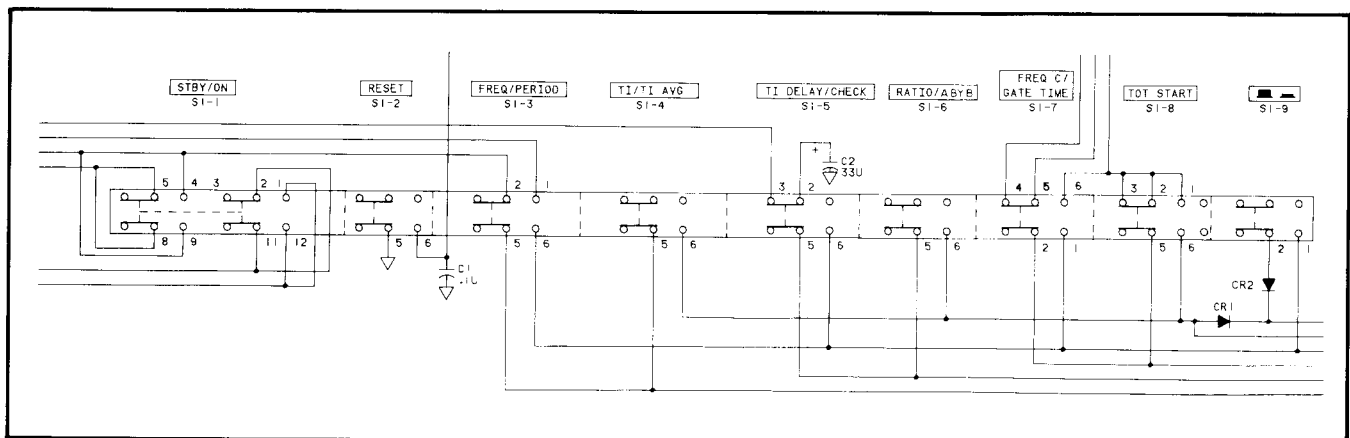 STBY/ON
S1-1
RESET
S1-2
FREQ/PERIOD
S1-3
TI/TI AVG
S1-4
TI DELAY/CHECK
S1-5
RATIO/ABYB
S1-6
FREQ C/
GATE TIME
S1-7
TOT START
S1-8
S1-9
+
C2
33U
5 4 3 2 1
2 1
3 2
4 5 6
3 2 1
8 9 11 12
5 6
5 6
5 6
5 6
5 6
2 1
5 6
2 1
C1
.1U
CR2
CR1